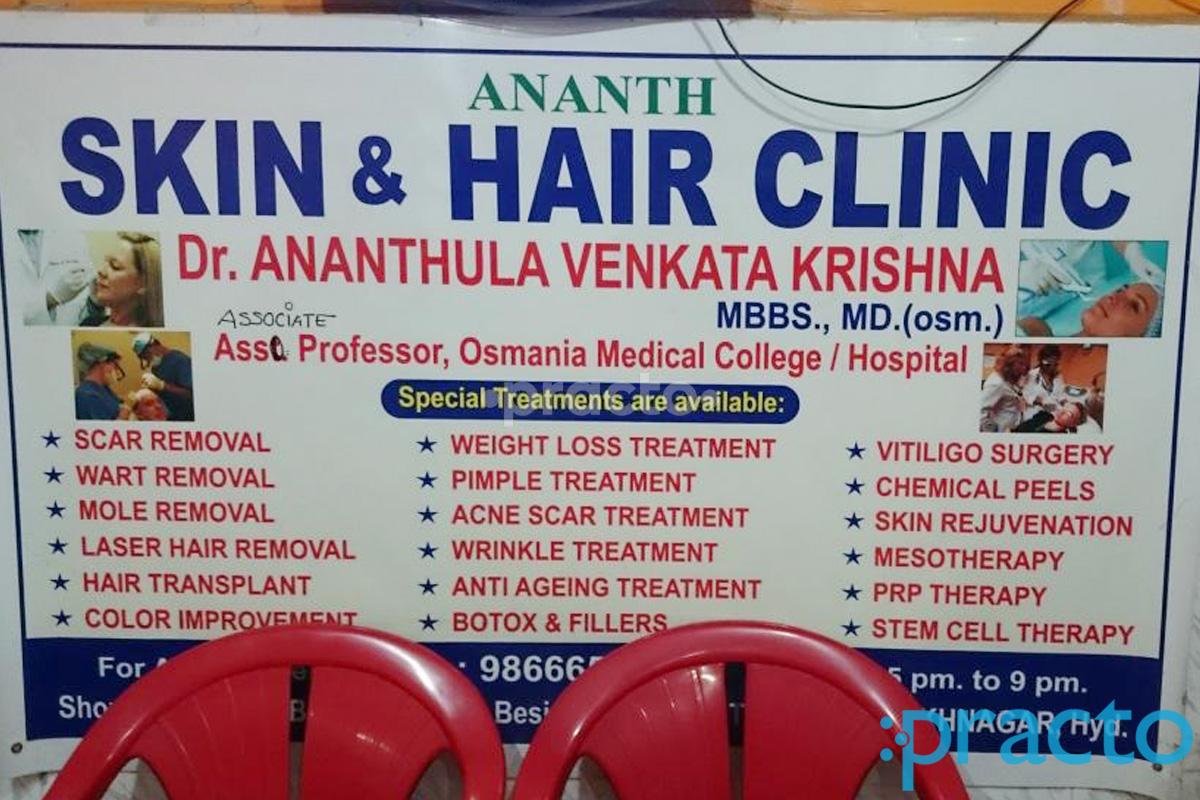 ANANTH
SKIN & HAIR CLINIC
Dr. ANANTHULA VENKATA KRISHNA
MBBS., MD.(osm.)
ASSOCIATE
Professor, Osmania Medical College / Hospital
Special Treatments are available:
practo
★ SCAR REMOVAL
★ WART REMOVAL
★ MOLE REMOVAL
★ LASER HAIR REMOVAL
★ HAIR TRANSPLANT
★ COLOR IMPROVEMENT
★ WEIGHT LOSS TREATMENT
★ PIMPLE TREATMENT
★ ACNE SCAR TREATMENT
★ WRINKLE TREATMENT
★ ANTI AGEING TREATMENT
★ BOTOX & FILLERS
★ VITILIGO SURGERY
★ CHEMICAL PEELS
★ SKIN REJUVENATION
★ MESOTHERAPY
★ PRP THERAPY
★ STEM CELL THERAPY
For : 98666 5 pm. to 9 pm.
Hyd.
practo